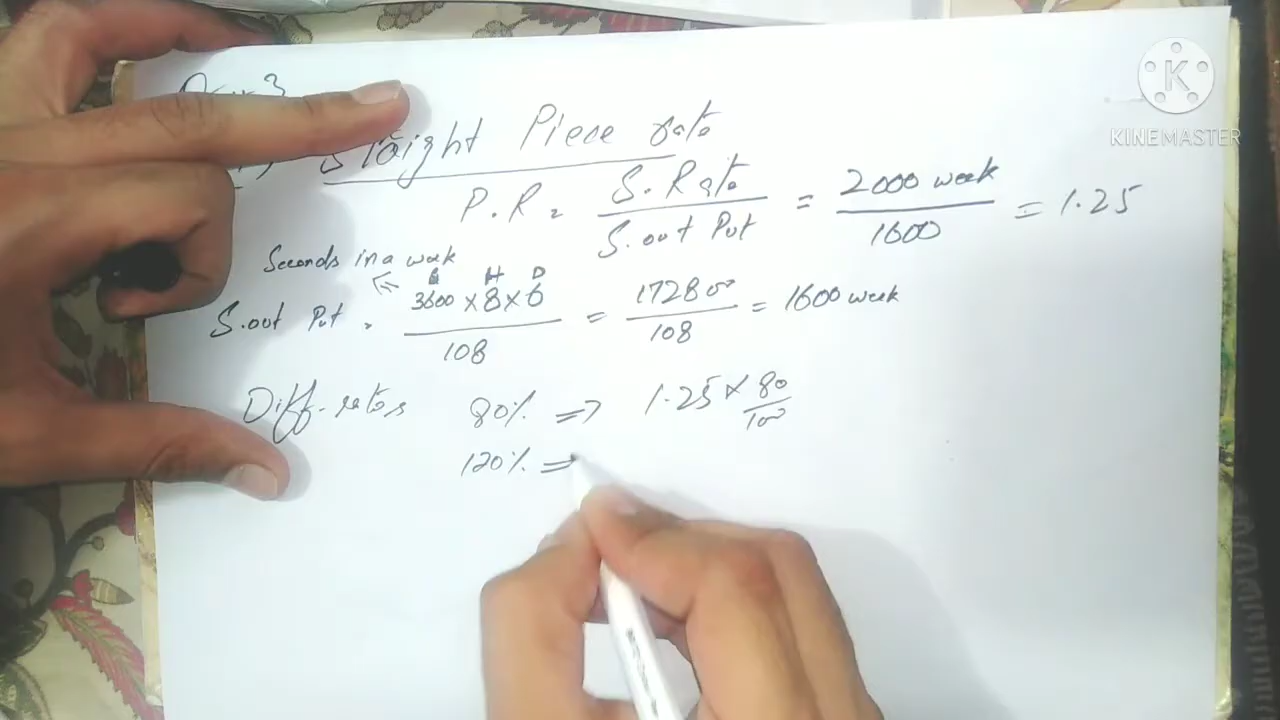 K
KINEMASTER
Straight Piece rate
P.R = S.Rate / S.out Put = 2000 week / 1600 = 1.25
Seconds in a week
S.out Put = 3600 × 8 × 6 / 108 = 172800 / 108 = 1600 week
H D
Diff.rates 80% => 1.25 × 80/100
120% =>